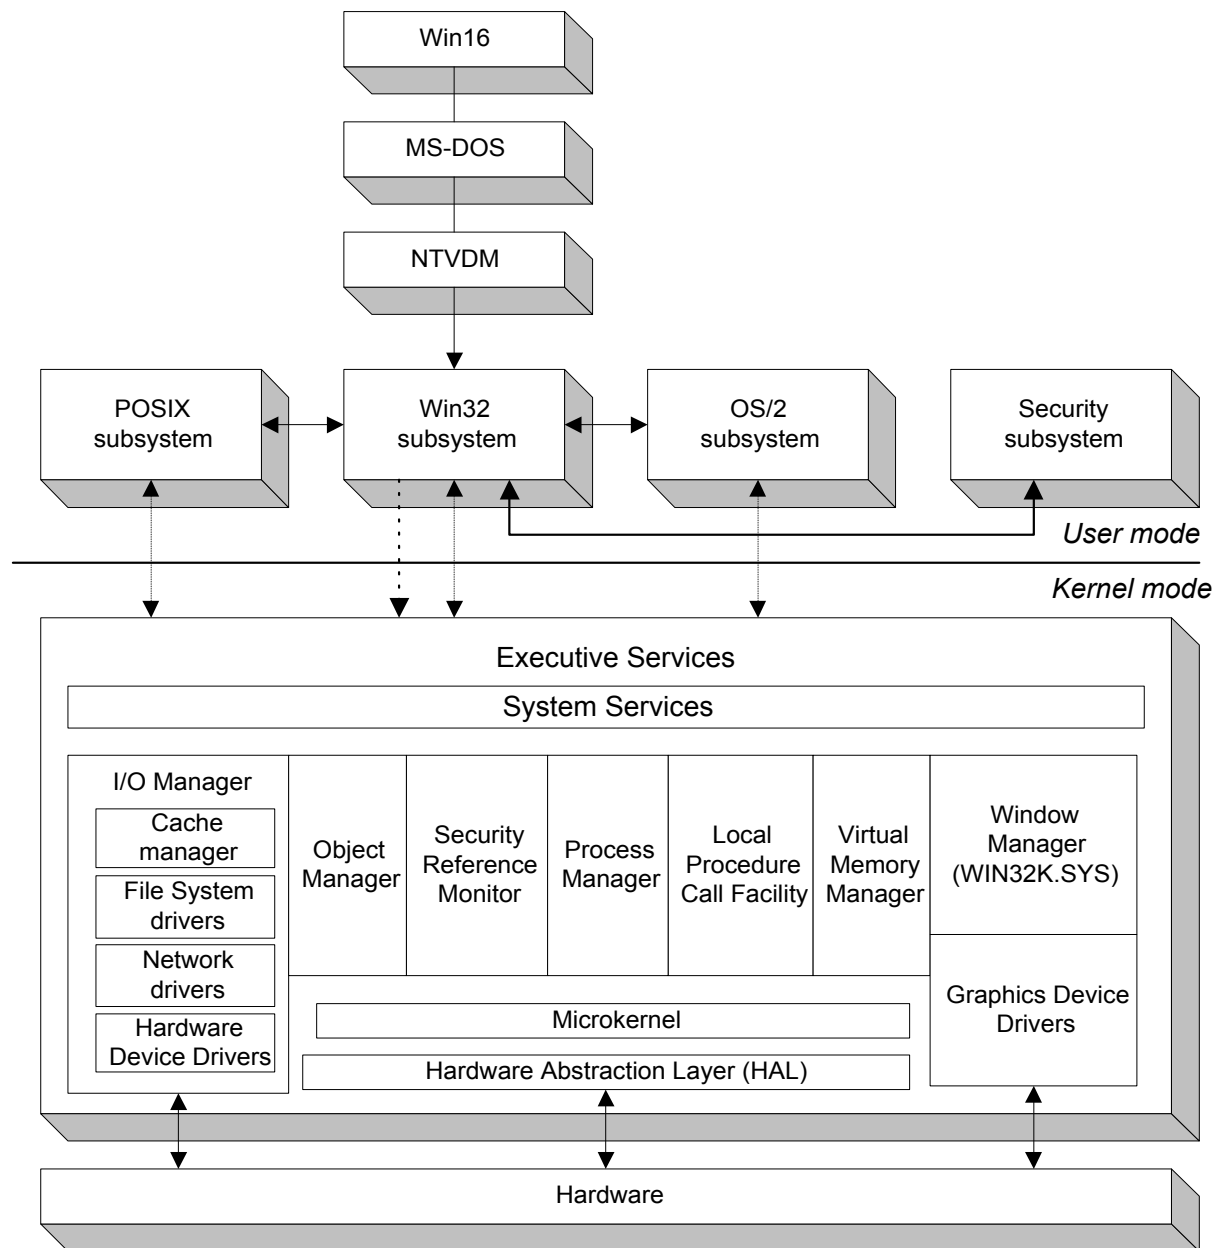 Win16
MS-DOS
NTVDM
POSIX
subsystem
Win32
subsystem
OS/2
subsystem
Security
subsystem
User mode
Kernel mode
Executive Services
System Services
I/O Manager
Cache
manager
File System
drivers
Network
drivers
Hardware
Device Drivers
Object
Manager
Security
Reference
Monitor
Process
Manager
Local
Procedure
Call Facility
Virtual
Memory
Manager
Window
Manager
(WIN32K.SYS)
Graphics Device
Drivers
Microkernel
Hardware Abstraction Layer (HAL)
Hardware